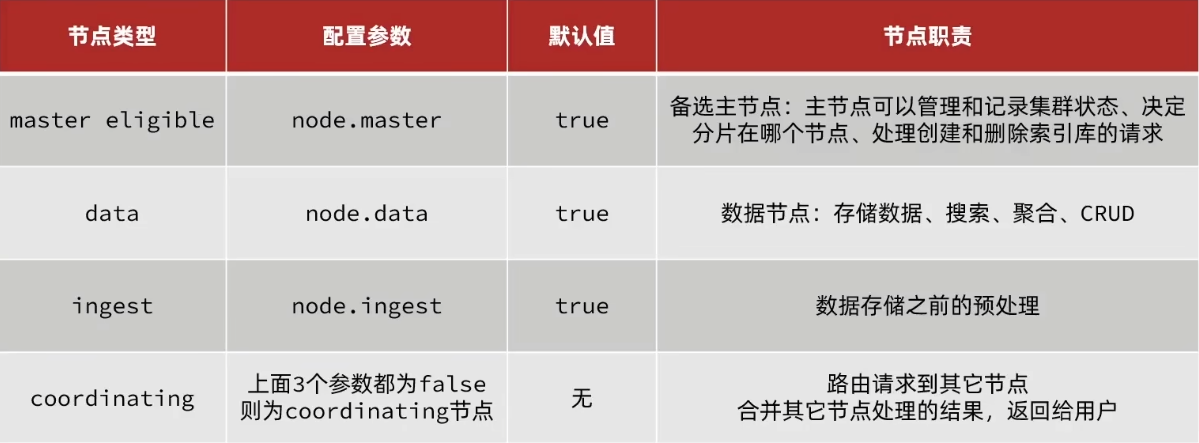 节点类型 配置参数 默认值 节点职责
master eligible node.master true 备选主节点：主节点可以管理和记录集群状态、决定
分片在哪个节点、处理创建和删除索引库的请求
data node.data true 数据节点：存储数据、搜索、聚合、CRUD
ingest node.ingest true 数据存储之前的预处理
coordinating 上面3个参数都为false
则为coordinating节点 无 路由请求到其它节点
合并其它节点处理的结果，返回给用户